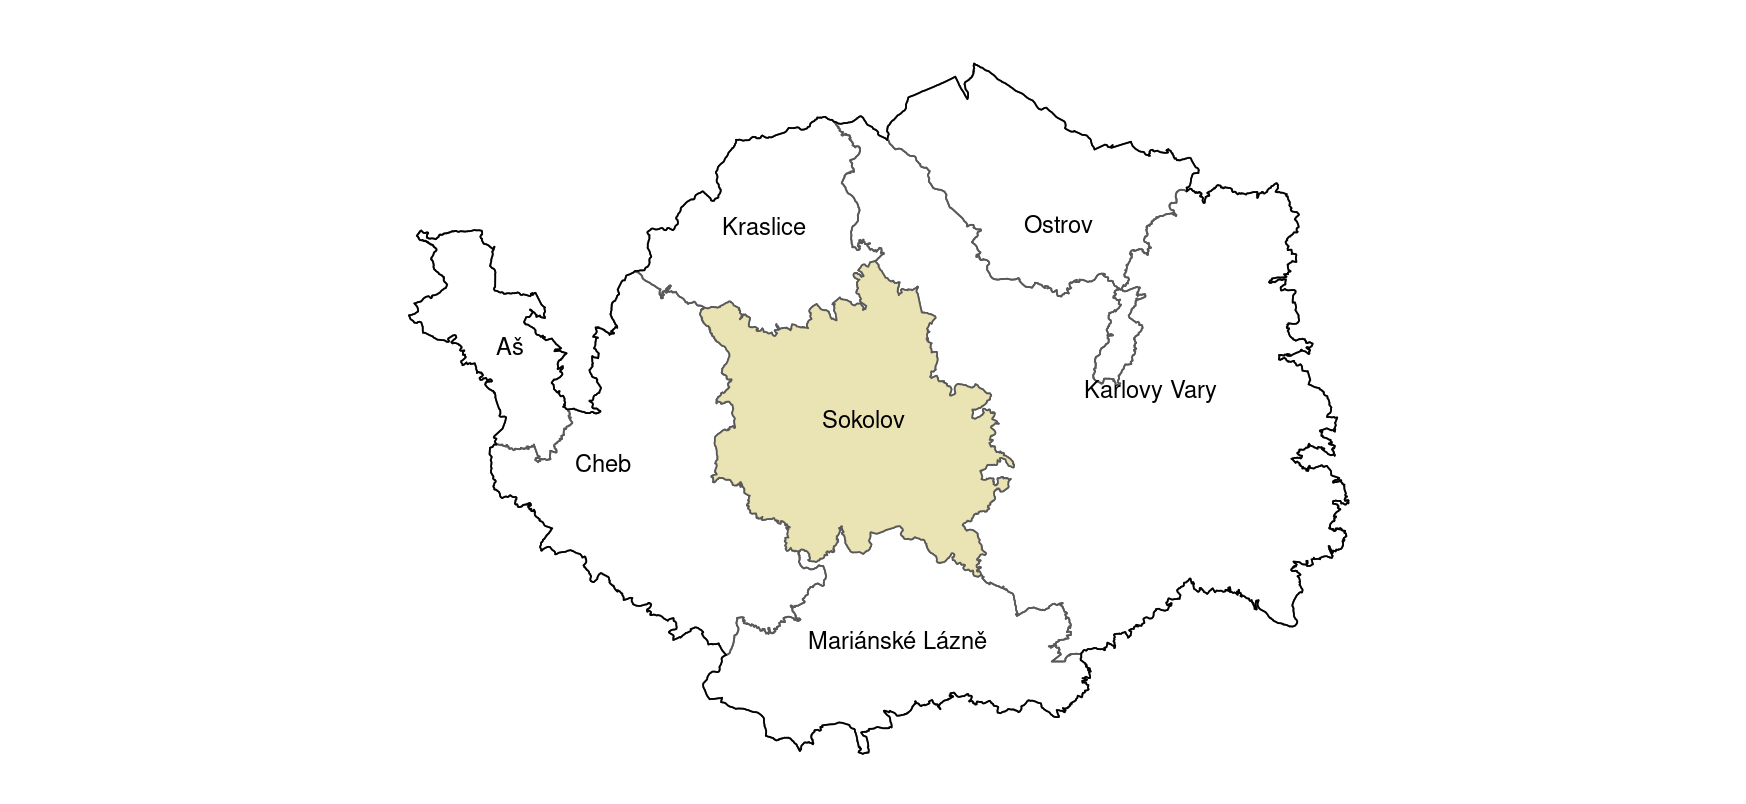 Ostrov
Kraslice
Aš
Karlovy Vary
Sokolov
Cheb
Mariánské Lázně